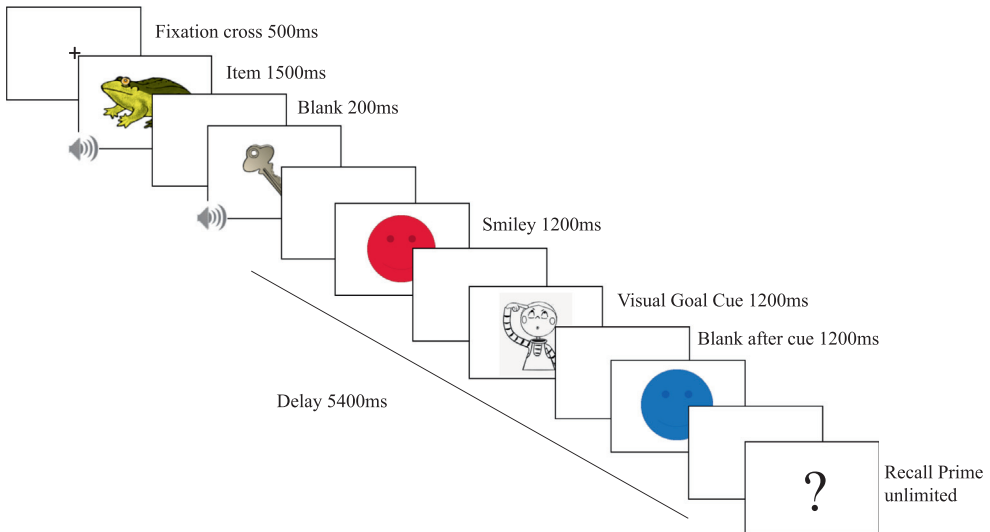 Fixation cross 500ms
+
Item 1500ms
Blank 200ms
Smiley 1200ms
Visual Goal Cue 1200ms
Blank after cue 1200ms
Delay 5400ms
Recall Prime
unlimited
?